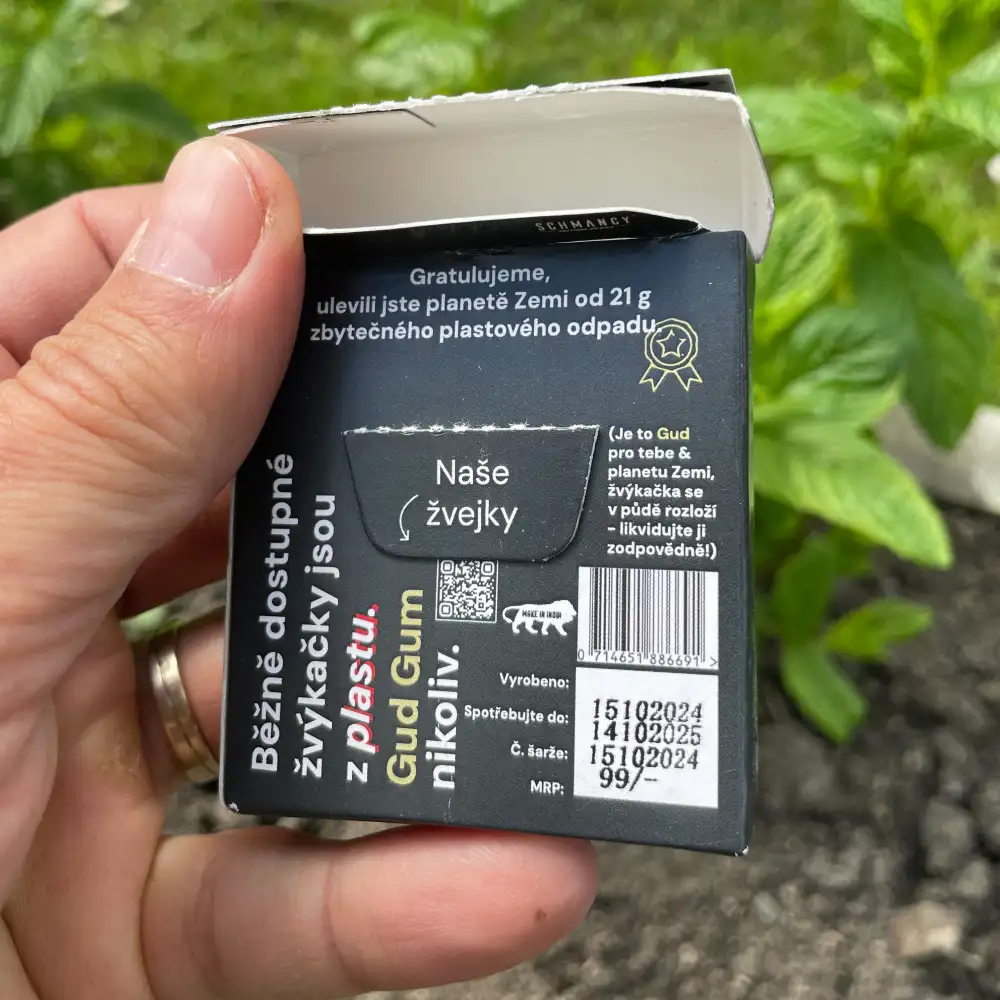 SCHMANCY
Gratulujeme,
ulevili jste planetě Zemi od 21 g
zbytečného plastového odpadu.
Naše
žvejky
(Je to Gud
pro tebe &
planetu Zemi,
žvýkačka se
v půdě rozloží
- likvidujte ji
zodpovědně!)
Běžně dostupné
žvýkačky jsou
z plastu.
Gud Gum
nikoliv.
MAKE IN INDIA
0 714651 886691 >
Vyrobeno: 15102024
Spotřebujte do: 14102025
Č. šarže: 15102024
MRP: 99/-